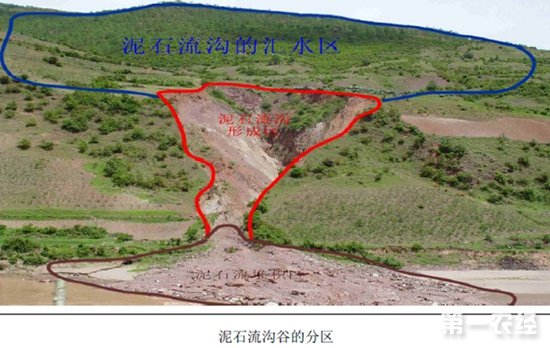 泥石流沟的汇水区
泥石流沟
形成区
泥石流堆积区
泥石流沟谷的分区
第一农经